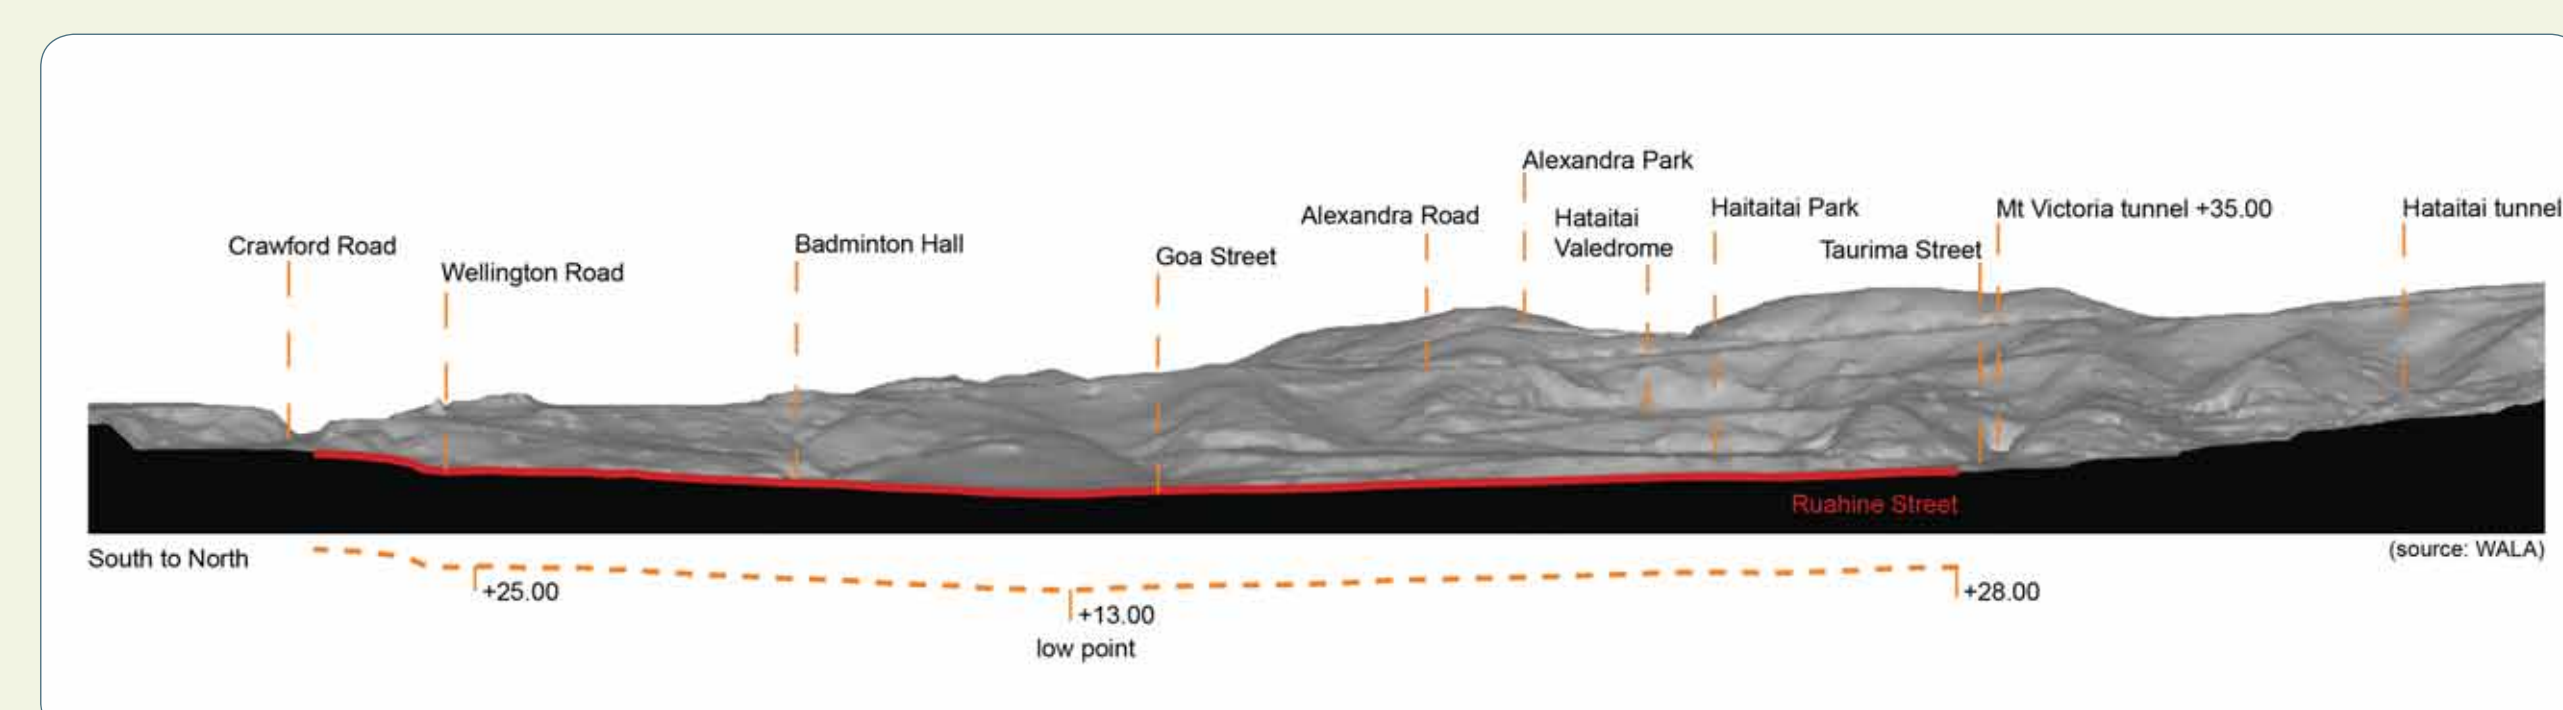 Alexandra Park
Alexandra Road
Hataitai
Valedrome
Haitaitai Park
Mt Victoria tunnel +35.00
Hataitai tunnel
Crawford Road
Wellington Road
Badminton Hall
Goa Street
Taurima Street
Ruahine Street
South to North
(source: WALA)
+25.00
+13.00
low point
+28.00